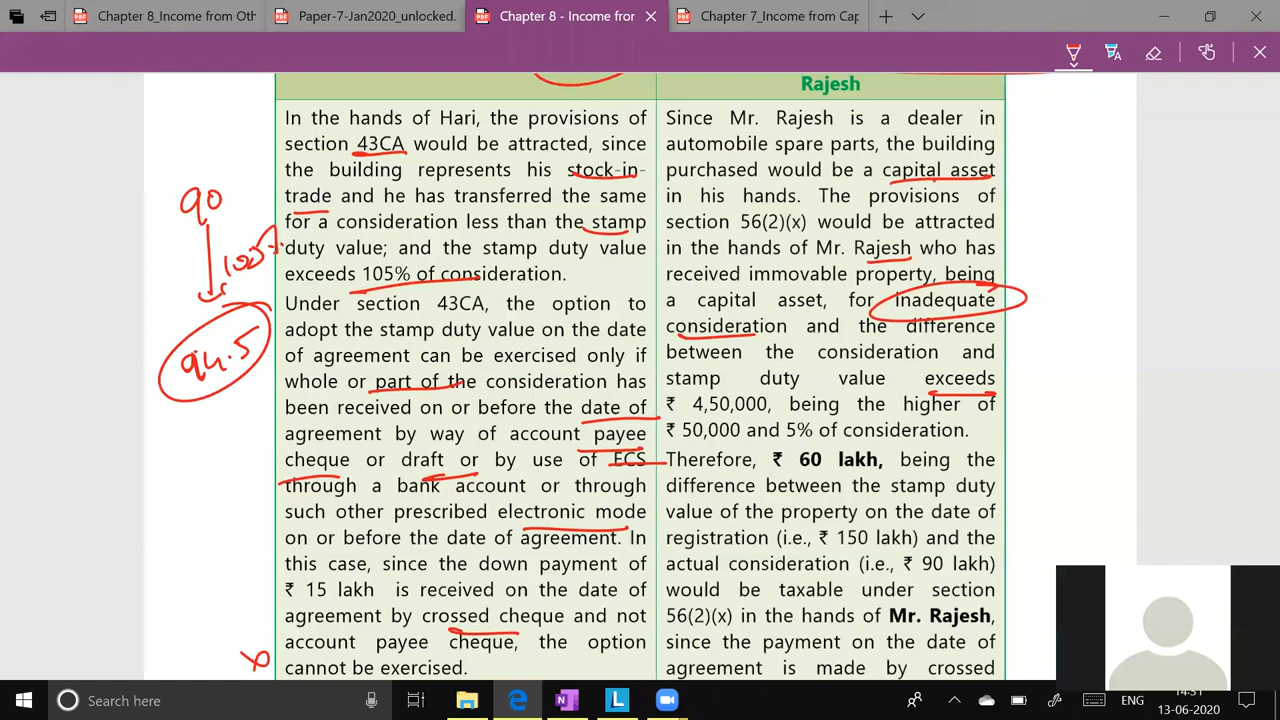 Chapter 8_Income from Oth
Paper-7-Jan2020_unlocked.
Chapter 8 - Income fror
Chapter 7_Income from Cap
Rajesh
In the hands of Hari, the provisions of
section 43CA would be attracted, since
the building represents his stock-in-
trade and he has transferred the same
for a consideration less than the stamp
duty value; and the stamp duty value
exceeds 105% of consideration.
Under section 43CA, the option to
adopt the stamp duty value on the date
of agreement can be exercised only if
whole or part of the consideration has
been received on or before the date of
agreement by way of account payee
cheque or draft or by use of ECS
through a bank account or through
such other prescribed electronic mode
on or before the date of agreement. In
this case, since the down payment of
₹ 15 lakh is received on the date of
agreement by crossed cheque and not
account payee cheque, the option
cannot be exercised.
Since Mr. Rajesh is a dealer in
automobile spare parts, the building
purchased would be a capital asset
in his hands. The provisions of
section 56(2)(x) would be attracted
in the hands of Mr. Rajesh who has
received immovable property, being
a capital asset, for inadequate
consideration and the difference
between the consideration and
stamp duty value exceeds
₹ 4,50,000, being the higher of
₹ 50,000 and 5% of consideration.
Therefore, ₹ 60 lakh, being the
difference between the stamp duty
value of the property on the date of
registration (i.e., ₹ 150 lakh) and the
actual consideration (i.e., ₹ 90 lakh)
would be taxable under section
56(2)(x) in the hands of Mr. Rajesh,
since the payment on the date of
agreement is made by crossed
90
105%
94.5
Search here
ENG
14:31
13-06-2020